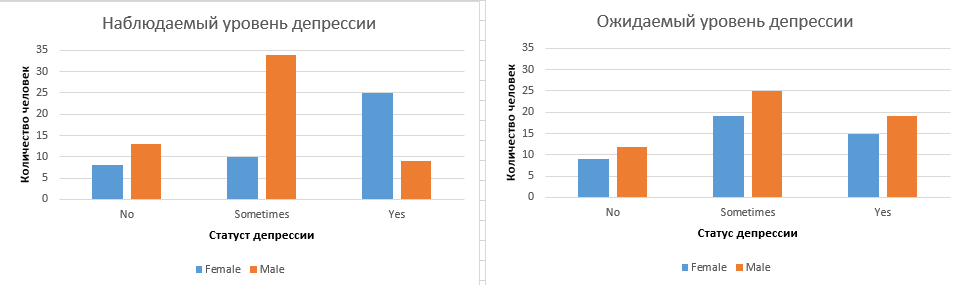 Наблюдаемый уровень депрессии
35
30
25
20
15
10
5
0
Количество человек
No Sometimes Yes
Статуст депрессии
Female Male
Ожидаемый уровень депрессии
35
30
25
20
15
10
5
0
Количество человек
No Sometimes Yes
Статус депрессии
Female Male